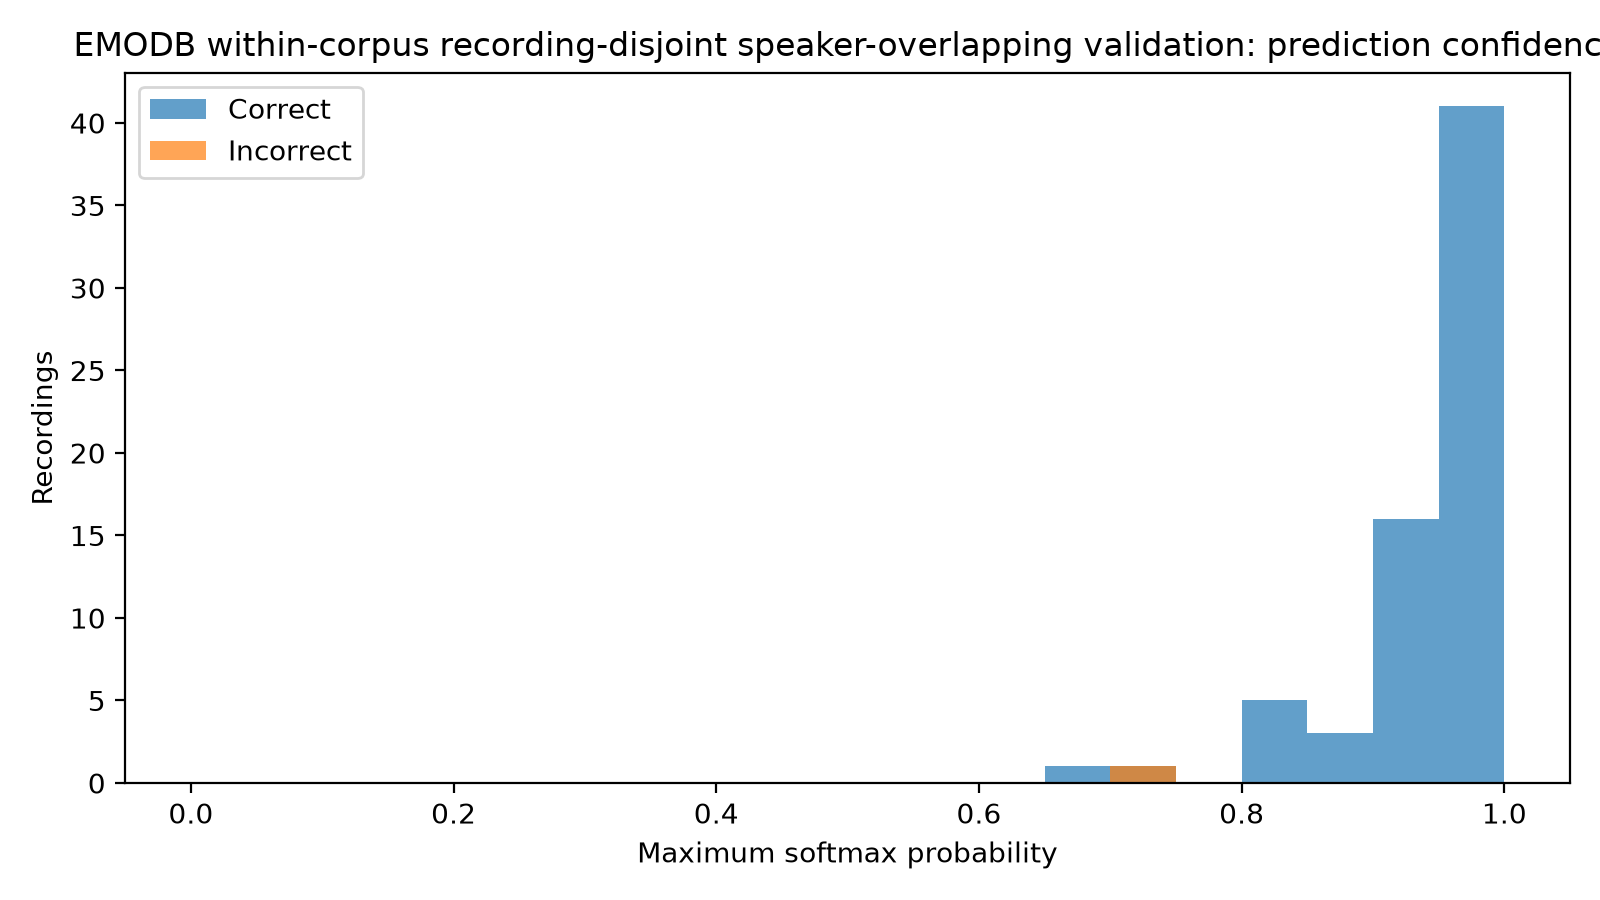 EMODB within-corpus recording-disjoint speaker-overlapping validation: prediction confidenc
Correct
Incorrect
40
35
30
25
20
15
10
5
0
Recordings
0.0 0.2 0.4 0.6 0.8 1.0
Maximum softmax probability